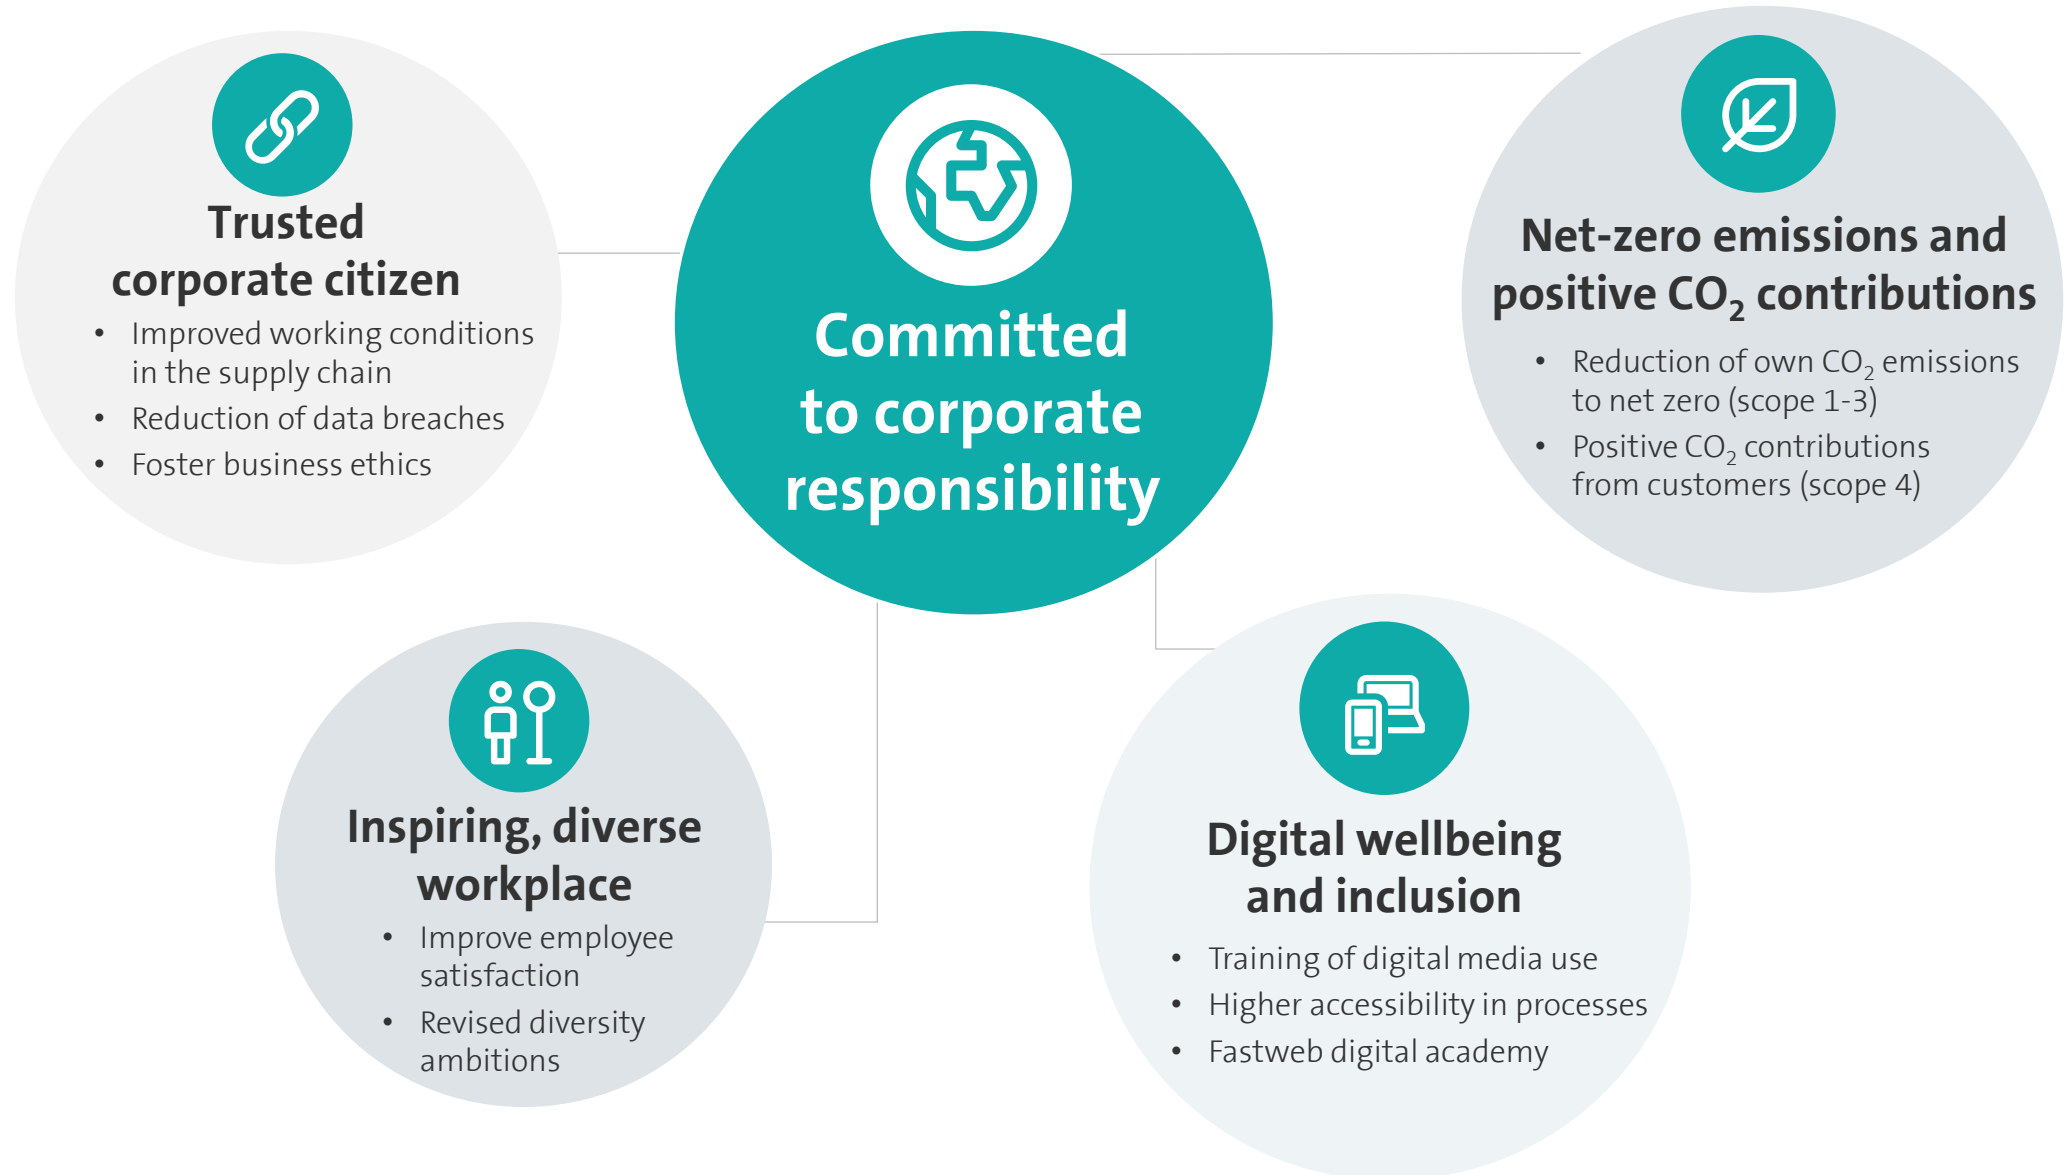 Trusted
corporate citizen
• Improved working conditions
in the supply chain
• Reduction of data breaches
• Foster business ethics
Committed
to corporate
responsibility
Net-zero emissions and
positive CO₂ contributions
• Reduction of own CO₂ emissions
to net zero (scope 1-3)
• Positive CO₂ contributions
from customers (scope 4)
Inspiring, diverse
workplace
• Improve employee
satisfaction
• Revised diversity
ambitions
Digital wellbeing
and inclusion
• Training of digital media use
• Higher accessibility in processes
• Fastweb digital academy